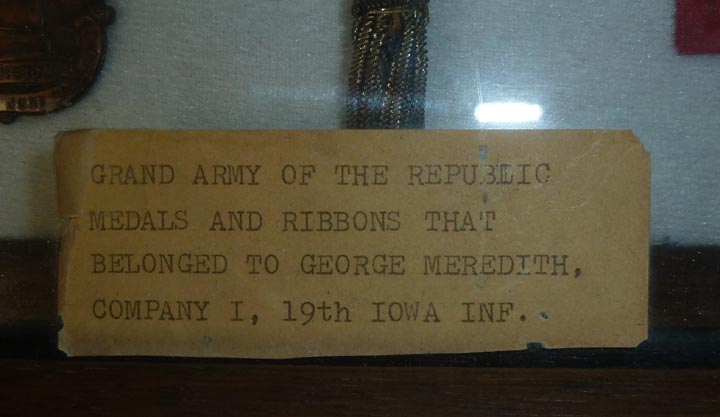 GRAND ARMY OF THE REPUBLIC
MEDALS AND RIBBONS THAT
BELONGED TO GEORGE MEREDITH,
COMPANY I, 19th IOWA INF.